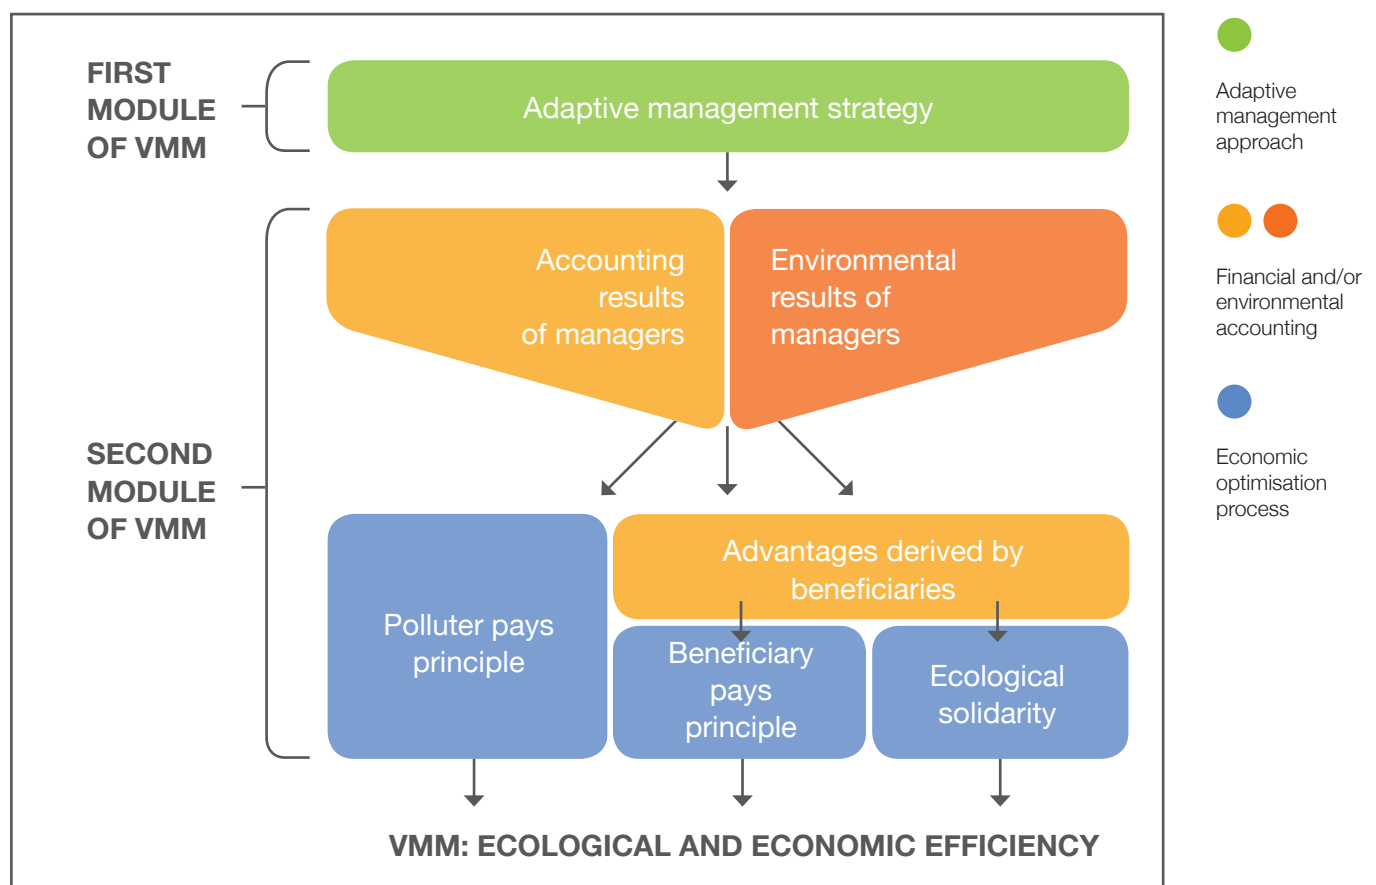 FIRST
MODULE
OF VMM
Adaptive management strategy
SECOND
MODULE
OF VMM
Accounting
results
of managers
Environmental
results of
managers
Polluter pays
principle
Advantages derived by
beneficiaries
Beneficiary
pays
principle
Ecological
solidarity
VMM: ECOLOGICAL AND ECONOMIC EFFICIENCY
Adaptive
management
approach
Financial and/or
environmental
accounting
Economic
optimisation
process